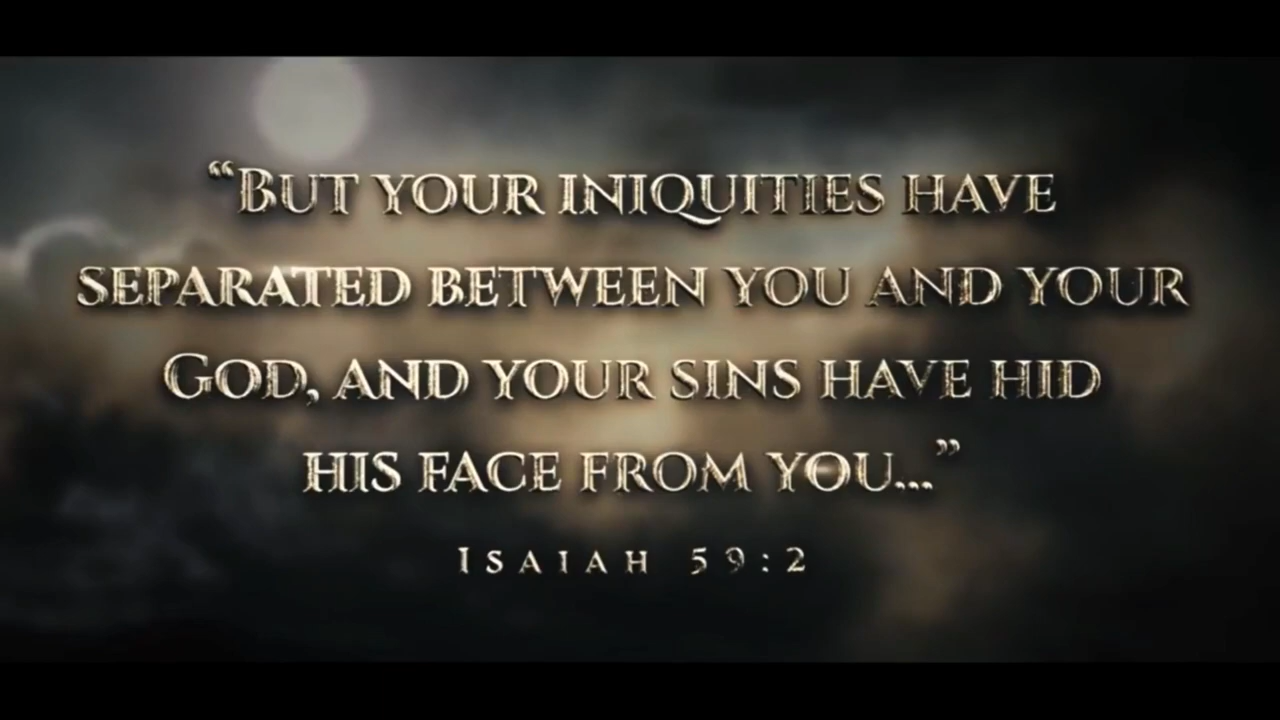 “But your iniquities have
separated between you and your
God, and your sins have hid
his face from you...”
Isaiah 59:2